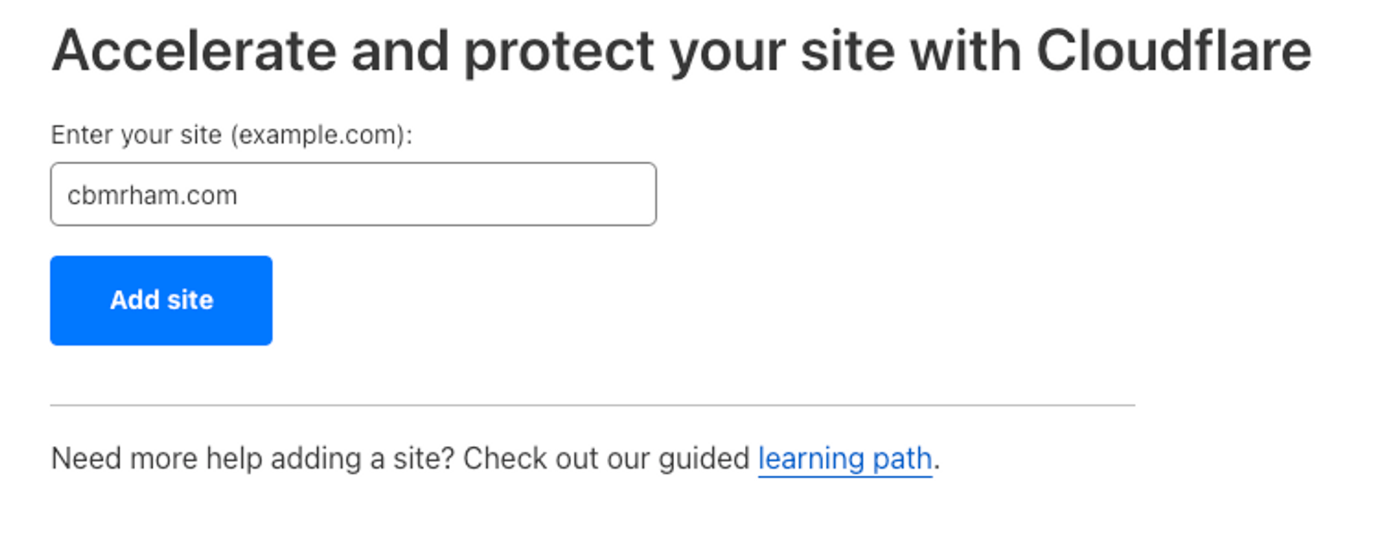 Accelerate and protect your site with Cloudflare
Enter your site (example.com):
cbmrham.com
Add site
Need more help adding a site? Check out our guided learning path.